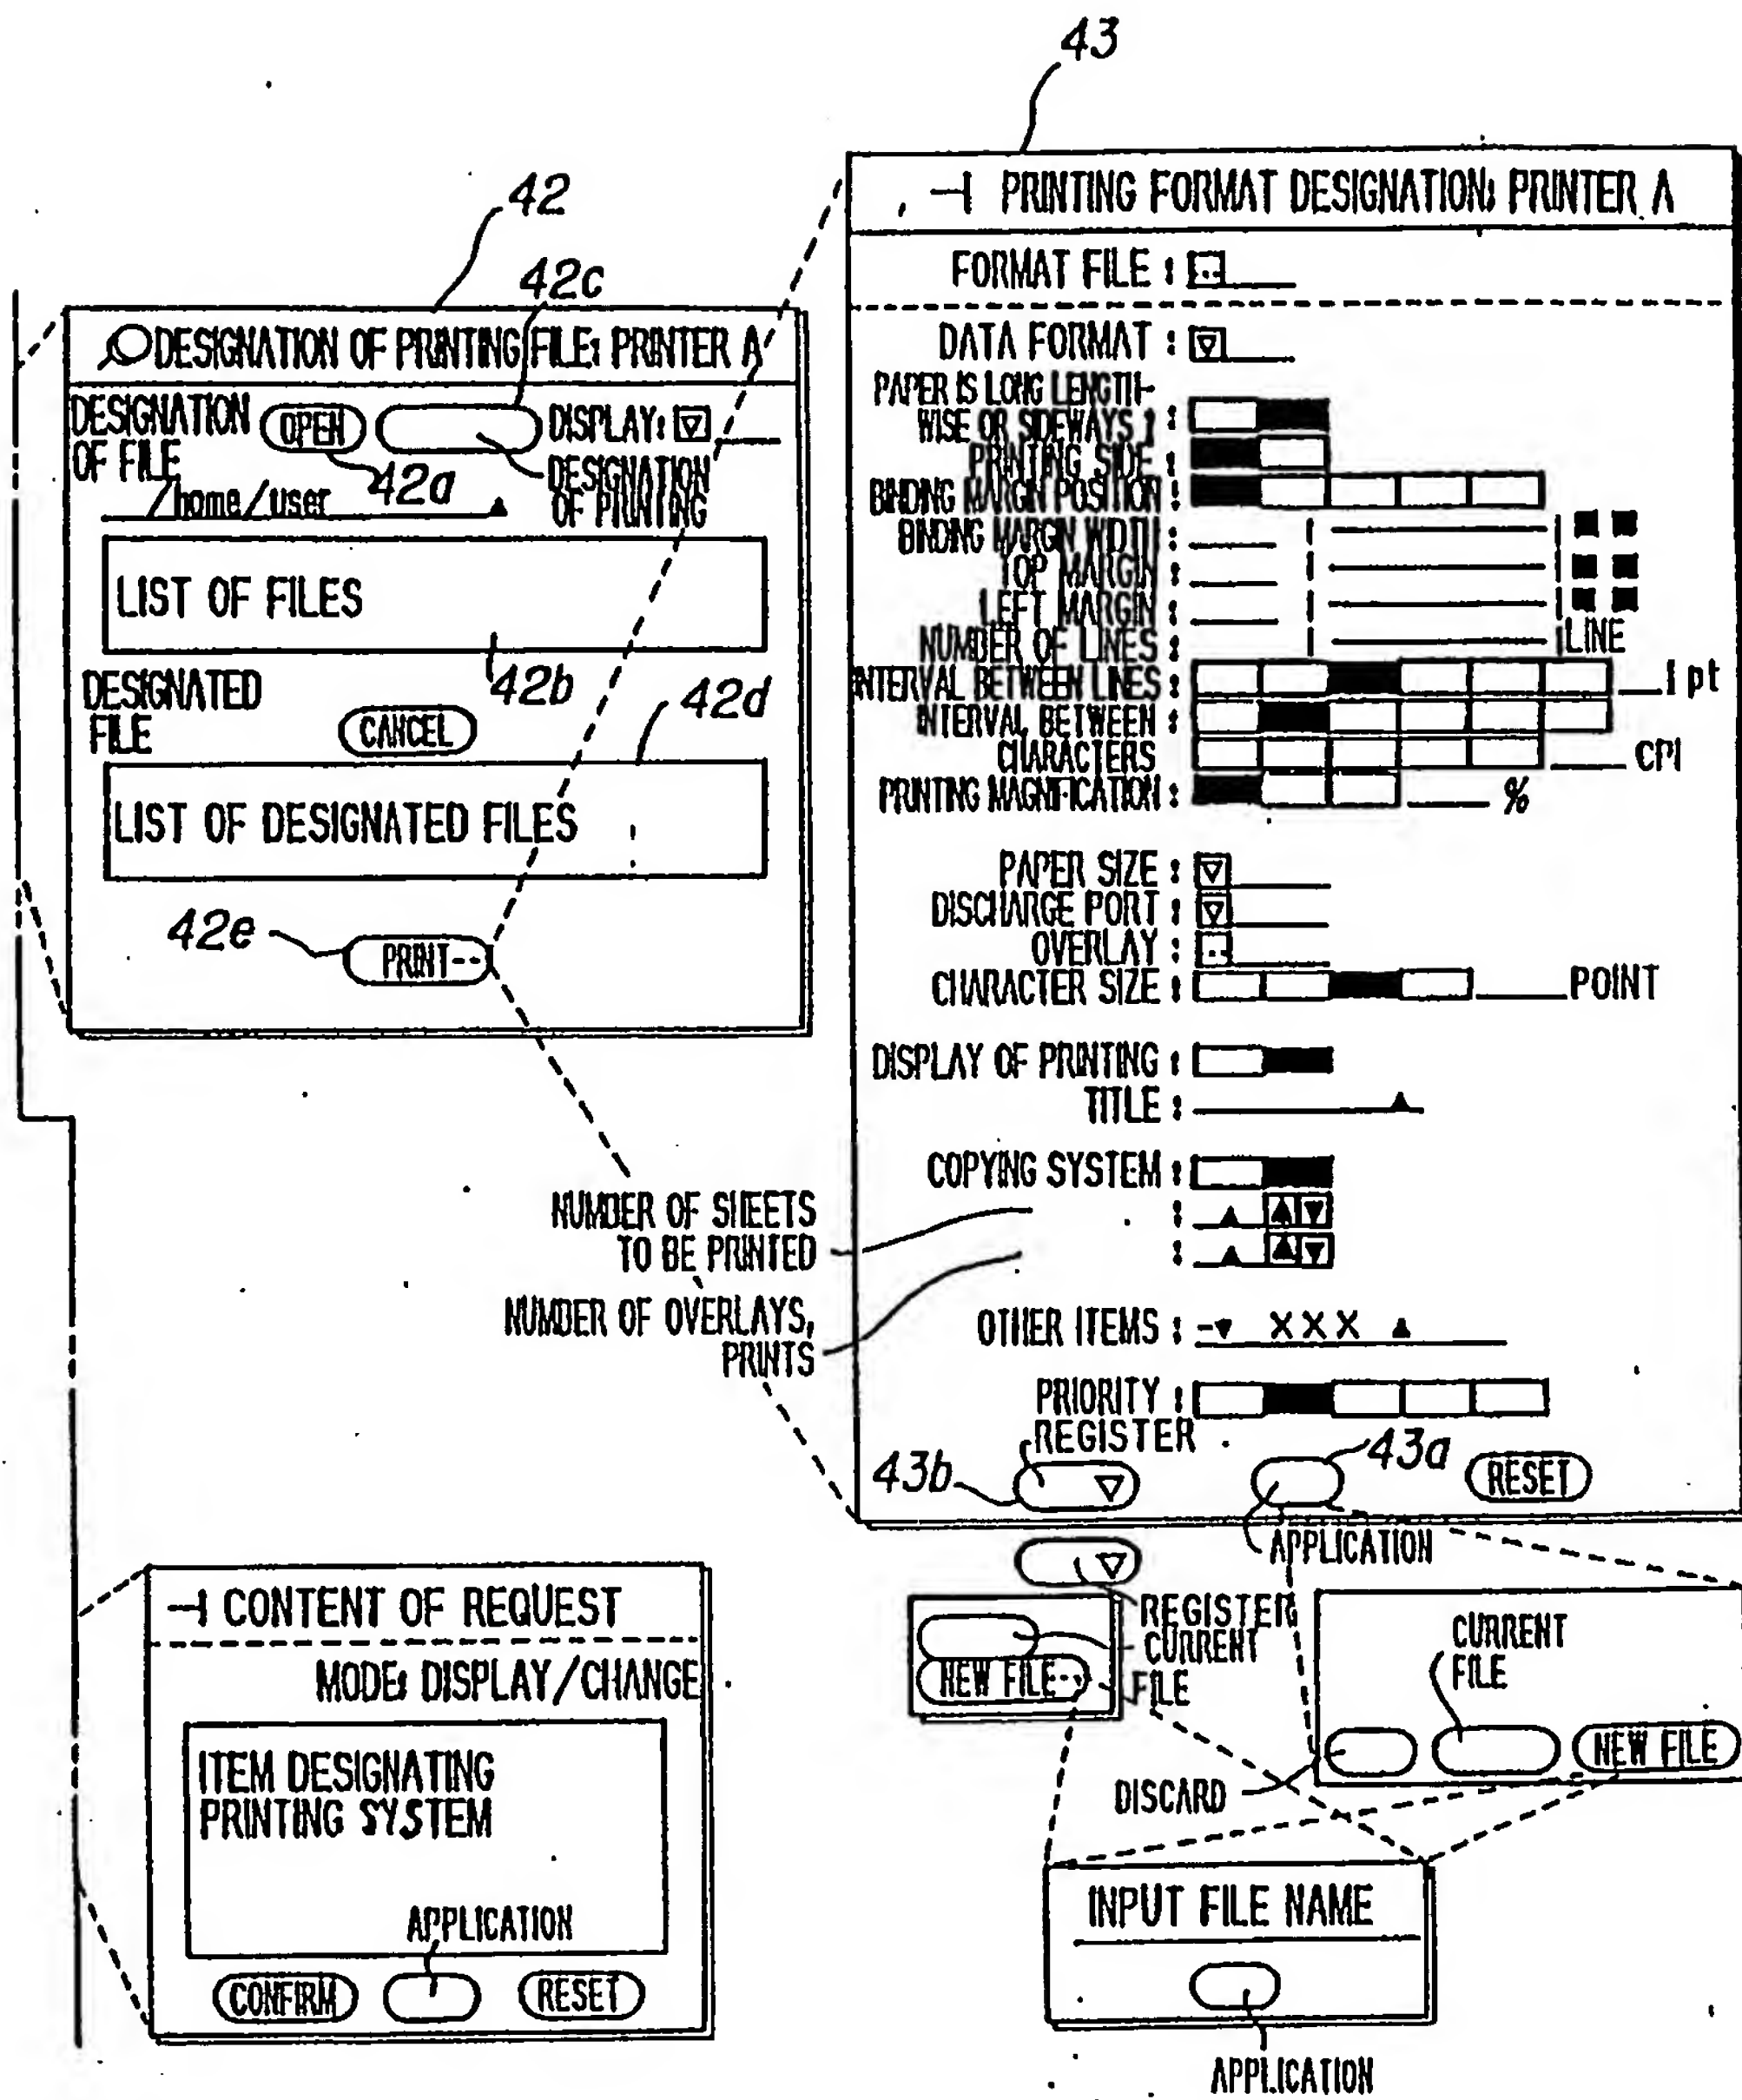 43
42
42c
DESIGNATION OF PRINTING FILE: PRINTER A
DESIGNATION OF FILE
OPEN
DISPLAY:
42a
DESIGNATION OF PRINTING
/home/user
LIST OF FILES
42b
DESIGNATED FILE
CANCEL
42d
LIST OF DESIGNATED FILES
42e
PRINT--
PRINTING FORMAT DESIGNATION: PRINTER A
FORMAT FILE :
DATA FORMAT :
PAPER IS LONG LENGTH-
WISE OR SIDEWAYS :
PRINTING SIDE :
BINDING MARGIN POSITION :
BINDING MARGIN WIDTH :
TOP MARGIN :
LEFT MARGIN :
NUMBER OF LINES :
LINE
INTERVAL BETWEEN LINES :
1 pt
INTERVAL BETWEEN :
CHARACTERS
CPI
PRINTING MAGNIFICATION :
%
PAPER SIZE :
DISCHARGE PORT :
OVERLAY :
CHARACTER SIZE :
POINT
DISPLAY OF PRINTING :
TITLE :
COPYING SYSTEM :
NUMBER OF SHEETS
TO BE PRINTED
:
:
NUMBER OF OVERLAYS,
PRINTS
OTHER ITEMS : - XXX
PRIORITY :
REGISTER
43b
43a
RESET
APPLICATION
REGISTER
CURRENT
FILE
NEW FILE--
CURRENT
FILE
NEW FILE
DISCARD
INPUT FILE NAME
APPLICATION
CONTENT OF REQUEST
MODE: DISPLAY/CHANGE
ITEM DESIGNATING
PRINTING SYSTEM
APPLICATION
CONFIRM
RESET